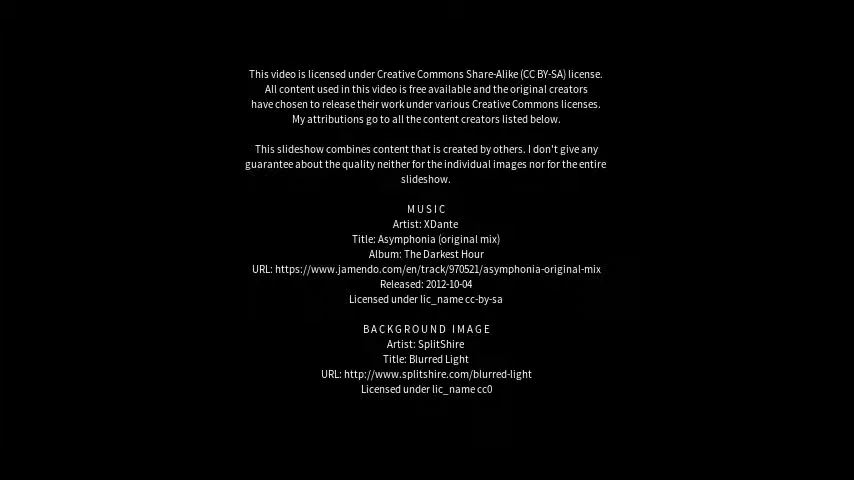 This video is licensed under Creative Commons Share-Alike (CC BY-SA) license.
All content used in this video is free available and the original creators
have chosen to release their work under various Creative Commons licenses.
My attributions go to all the content creators listed below.
This slideshow combines content that is created by others. I don't give any
guarantee about the quality neither for the individual images nor for the entire
slideshow.
MUSIC
Artist: XDante
Title: Asymphonia (original mix)
Album: The Darkest Hour
URL: https://www.jamendo.com/en/track/970521/asymphonia-original-mix
Released: 2012-10-04
Licensed under lic_name cc-by-sa
BACKGROUND IMAGE
Artist: SplitShire
Title: Blurred Light
URL: http://www.splitshire.com/blurred-light
Licensed under lic_name cc0